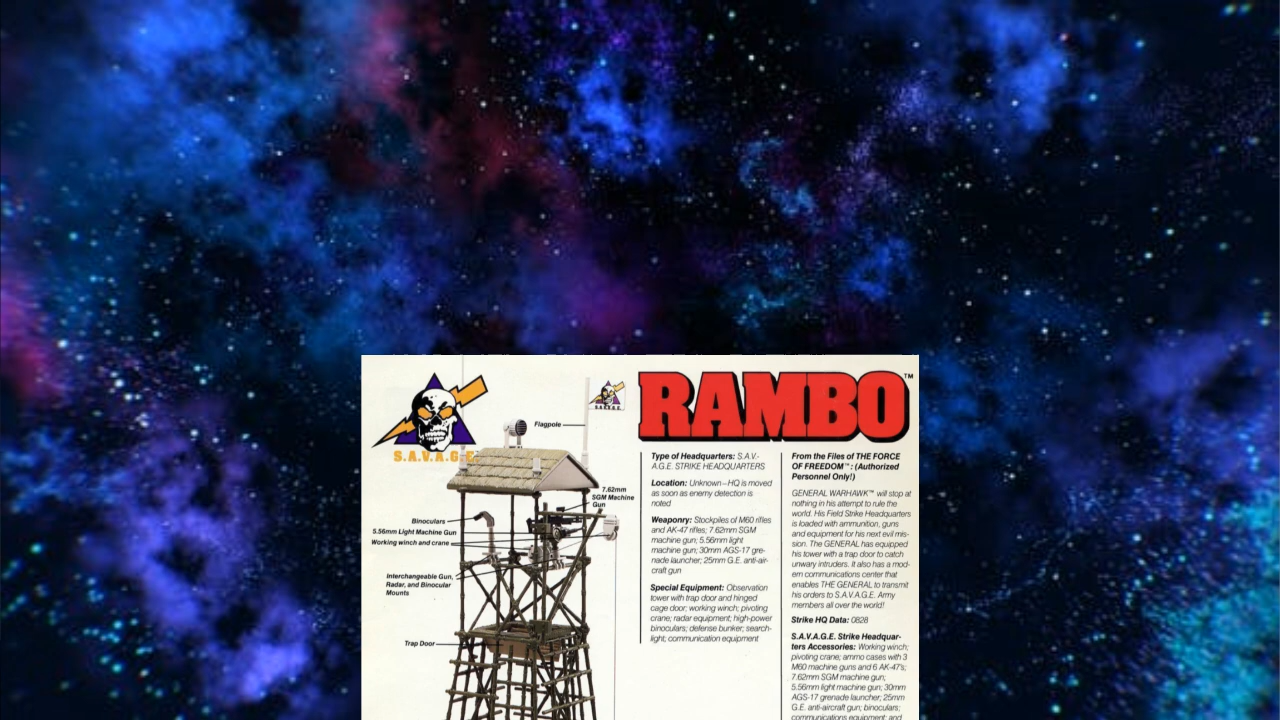 S.A.V.A.G.E.
Flagpole
7.62mm
SGM Machine
Gun
Binoculars
5.56mm Light Machine Gun
Working winch and crane
Interchangeable Gun,
Radar, and Binocular
Mounts
Trap Door
RAMBO™
Type of Headquarters: S.A.V.-
A.G.E. STRIKE HEADQUARTERS
Location: Unknown—HQ is moved
as soon as enemy detection is
noted
Weaponry: Stockpiles of M60 rifles
and AK-47 rifles; 7.62mm SGM
machine gun; 5.56mm light
machine gun; 30mm AGS-17 gre-
nade launcher; 25mm G.E. anti-air-
craft gun
Special Equipment: Observation
tower with trap door and hinged
cage door; working winch; pivoting
crane; radar equipment; high-power
binoculars; defense bunker; search-
light; communication equipment
From the Files of THE FORCE
OF FREEDOM™: (Authorized
Personnel Only!)
GENERAL WARHAWK™ will stop at
nothing in his attempt to rule the
world. His Field Strike Headquarters
is loaded with ammunition, guns
and equipment for his next evil mis-
sion. The GENERAL has equipped
his tower with a trap door to catch
unwary intruders. It also has a mod-
ern communications center that
enables THE GENERAL to transmit
his orders to S.A.V.A.G.E. Army
members all over the world!
Strike HQ Data: 0828
S.A.V.A.G.E. Strike Headquar-
ters Accessories: Working winch;
pivoting crane; ammo cases with 3
M60 machine guns and 6 AK-47's;
7.62mm SGM machine gun;
5.56mm light machine gun; 30mm
AGS-17 grenade launcher; 25mm
G.E. anti-aircraft gun; binoculars;
communications equipment; and